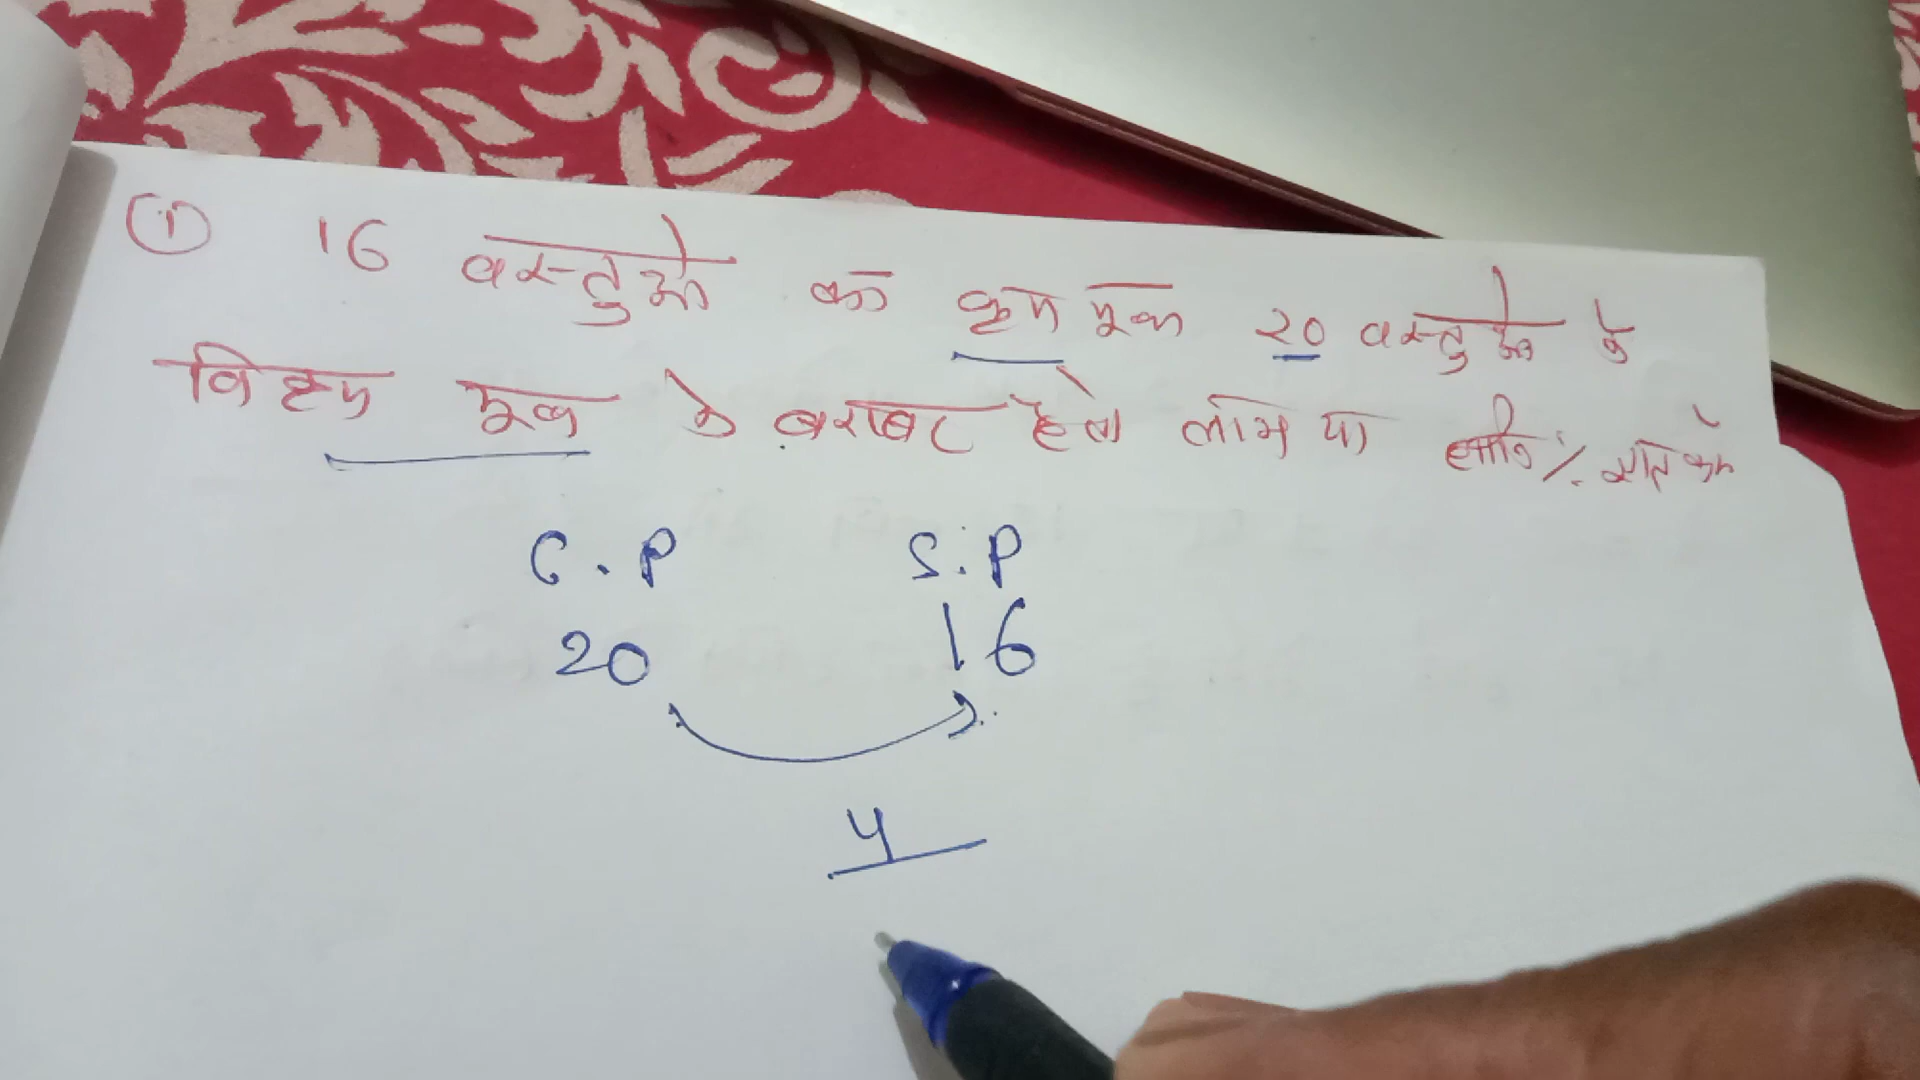 ① 16 वस्तुओ का क्रय मूल्य 20 वस्तुओ के
विक्रय मूल्य के बराबर है तो लाभ या हानि % ज्ञात करे
C.P S.P
20 16
4